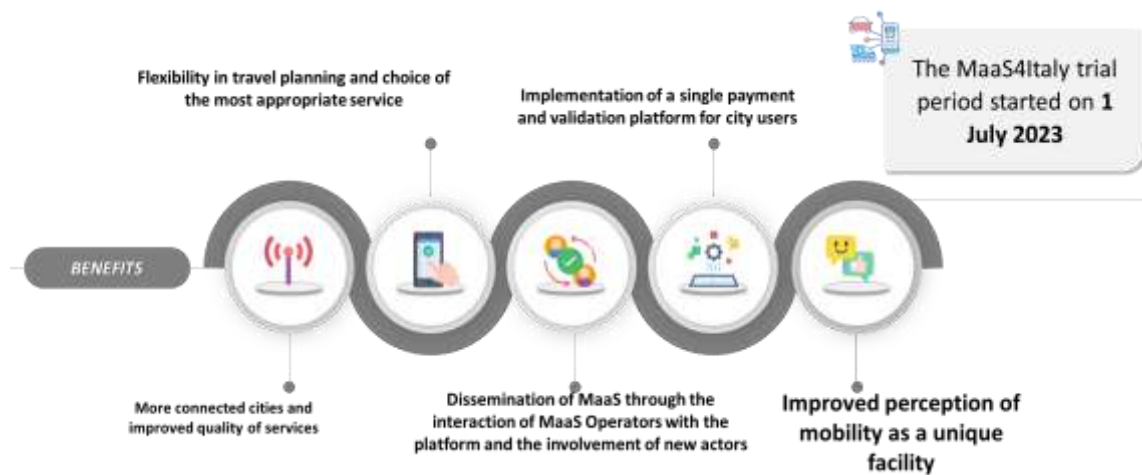 The MaaS4Italy trial
period started on 1
July 2023
Flexibility in travel planning and choice of
the most appropriate service
Implementation of a single payment
and validation platform for city users
BENEFITS
More connected cities and
improved quality of services
Dissemination of MaaS through the
interaction of MaaS Operators with the
platform and the involvement of new actors
Improved perception of
mobility as a unique
facility